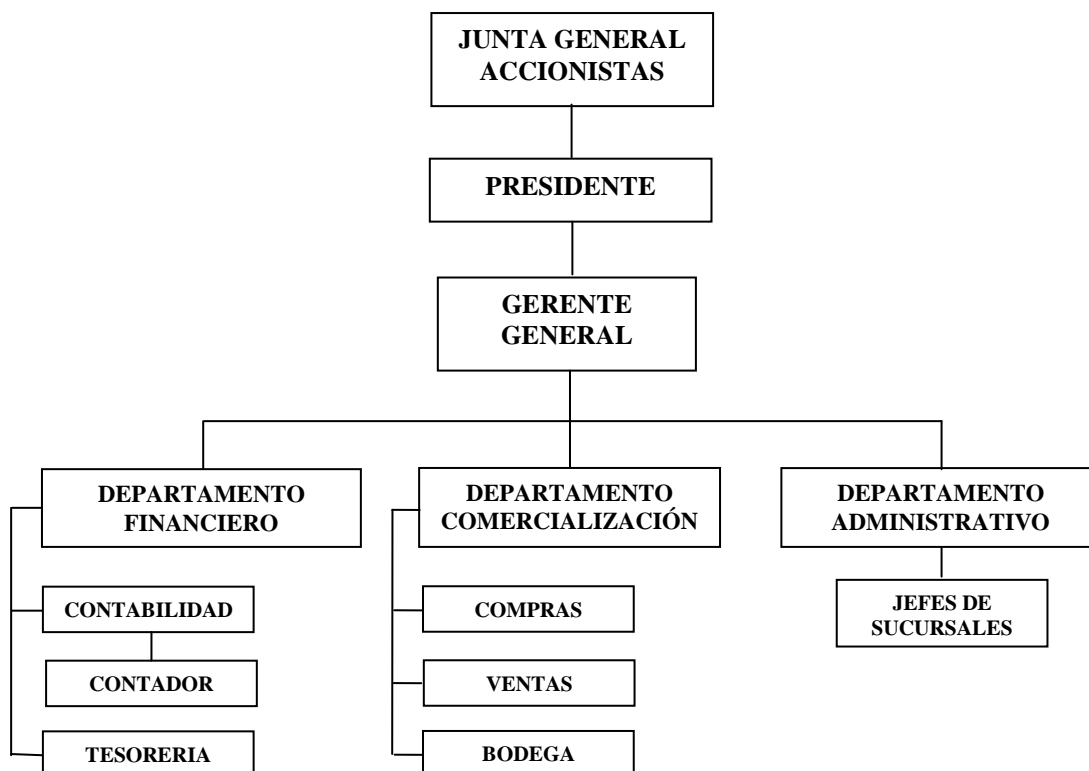 JUNTA GENERAL
ACCIONISTAS
PRESIDENTE
GERENTE
GENERAL
DEPARTAMENTO
FINANCIERO
CONTABILIDAD
CONTADOR
TESORERIA
DEPARTAMENTO
COMERCIALIZACIÓN
COMPRAS
VENTAS
BODEGA
DEPARTAMENTO
ADMINISTRATIVO
JEFES DE
SUCURSALES